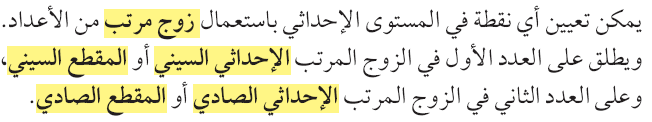 يمكن تعيين أي نقطة في المستوى الإحداثي باستعمال زوج مرتب من الأعداد.
ويطلق على العدد الأول في الزوج المرتب الإحداثي السيني أو المقطع السيني،
وعلى العدد الثاني في الزوج المرتب الإحداثي الصادي أو المقطع الصادي.